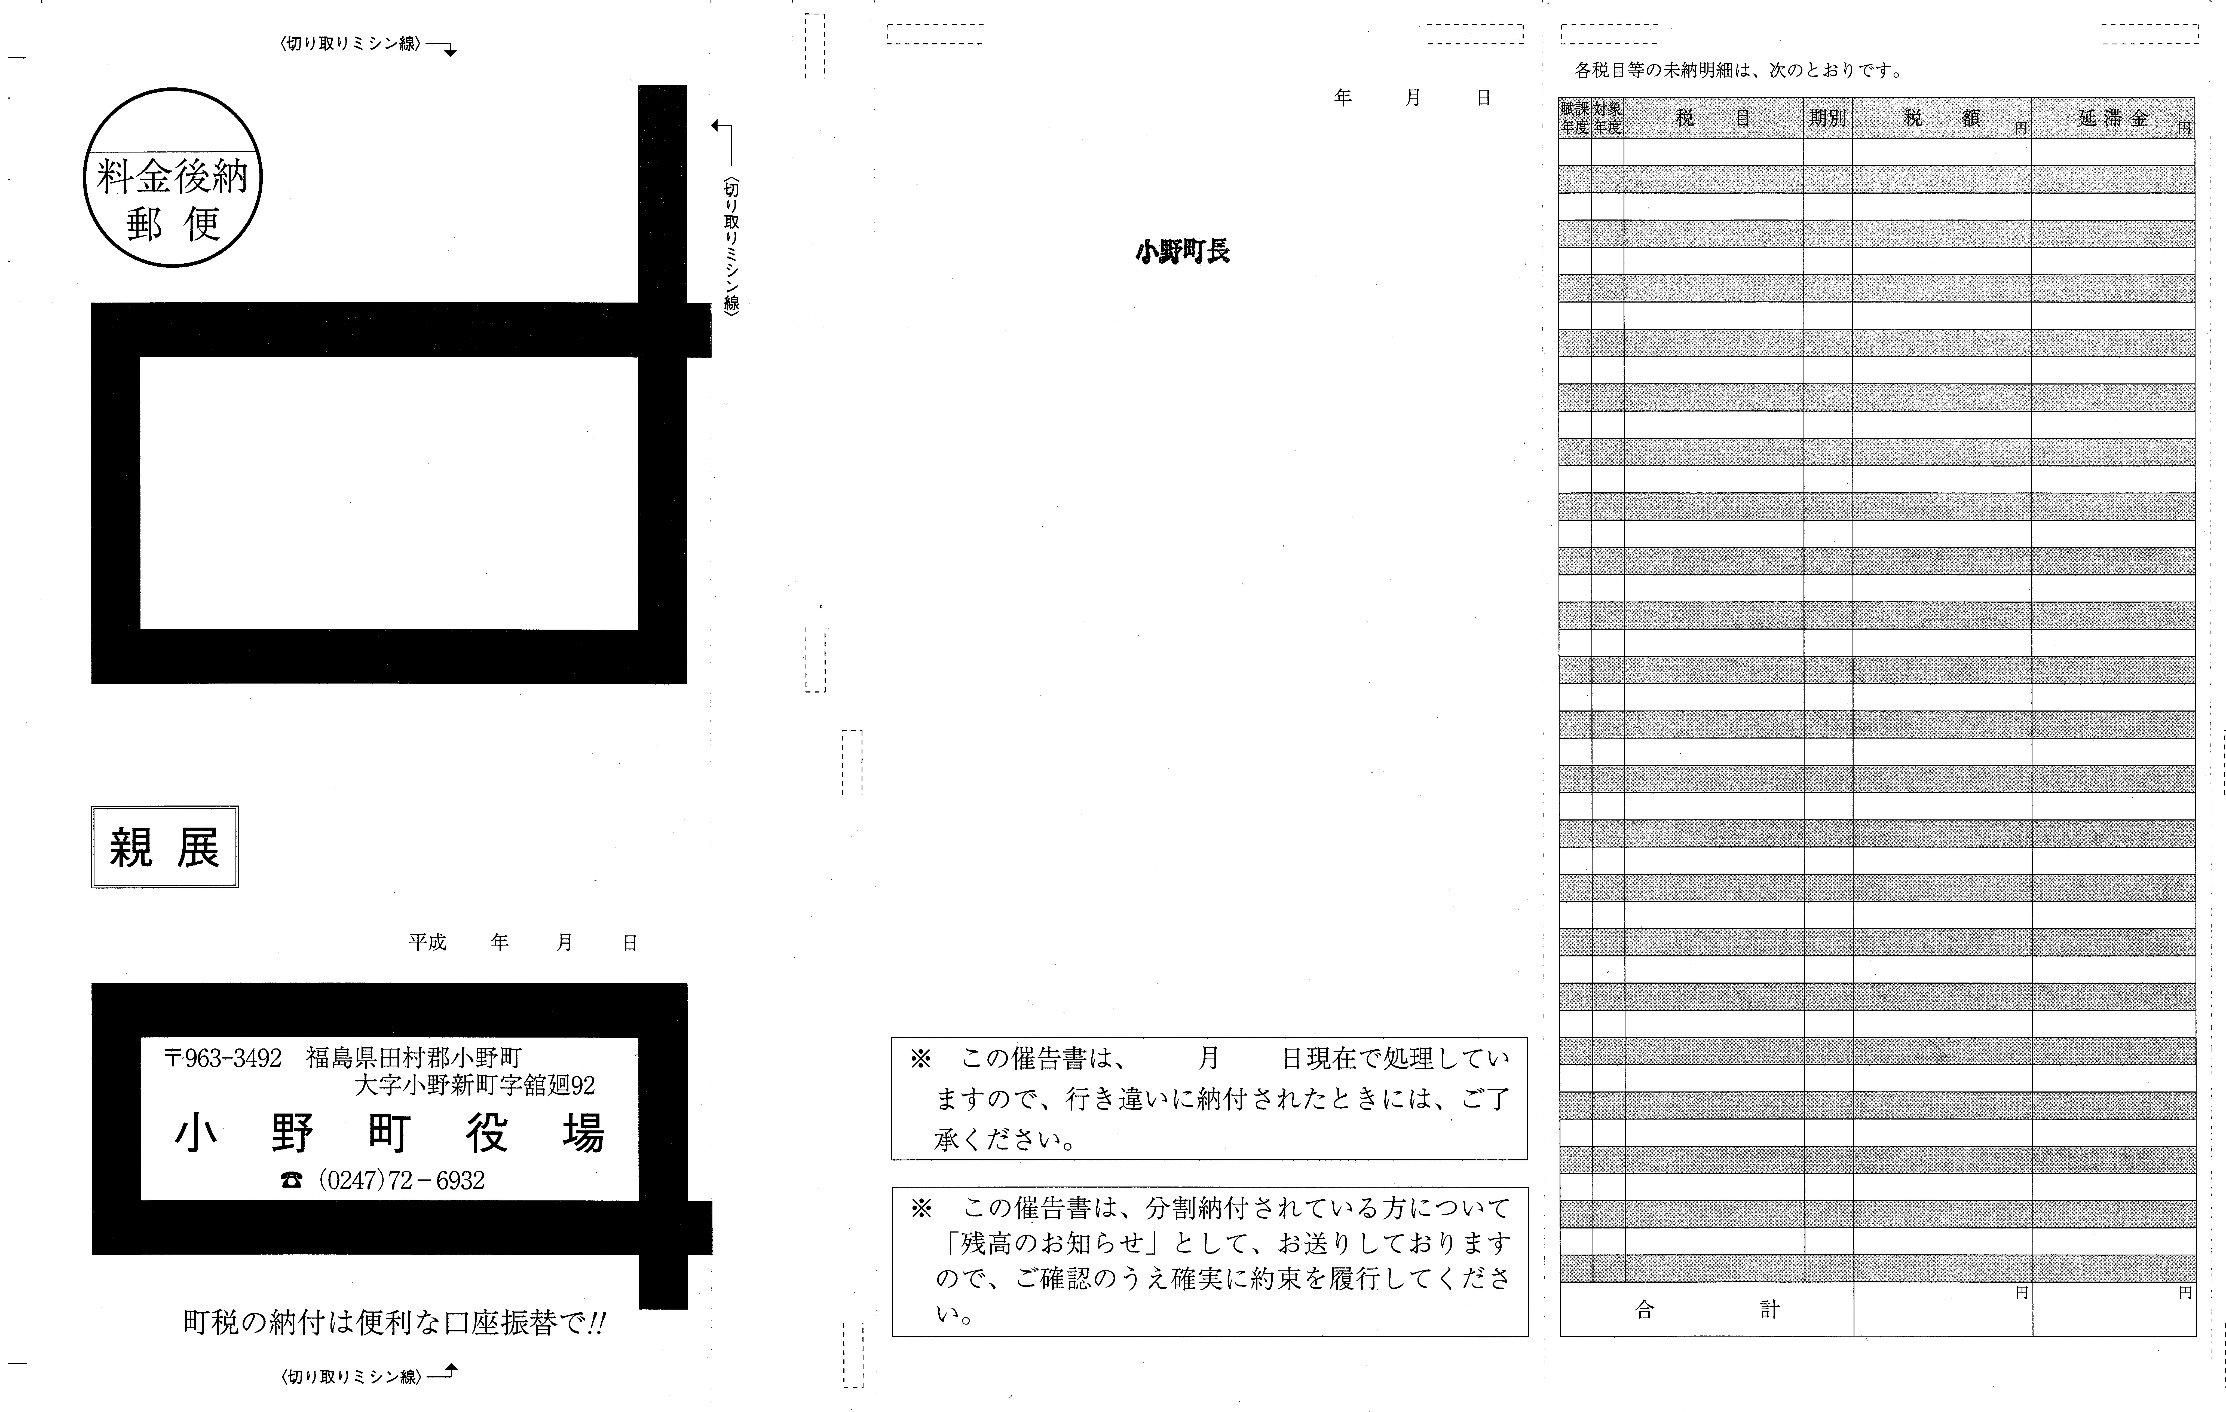 〈切り取りミシン線〉
料金後納
郵便
〈切り取りミシン線〉
親展
平成 年 月 日
〒963-3492 福島県田村郡小野町
大字小野新町字舘廻92
小野町役場
☎ (0247)72-6932
町税の納付は便利な口座振替で!!
〈切り取りミシン線〉
年 月 日
小野町長
※ この催告書は、 月 日現在で処理してい
ますので、行き違いに納付されたときには、ご了
承ください。
※ この催告書は、分割納付されている方について
「残高のお知らせ」として、お送りしております
ので、ご確認のうえ確実に約束を履行してくださ
い。
各税目等の未納明細は、次のとおりです。
賦課年度 対象年度 税目 期別 税額 円 延滞金 円
合計 円 円